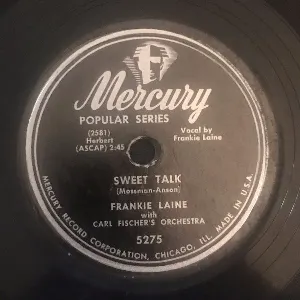 Mercury
POPULAR SERIES
(2581)
Herbert
(ASCAP) 2:45
Vocal by
Frankie Laine
SWEET TALK
(Mossman-Anson)
FRANKIE LAINE
with
CARL FISCHER'S ORCHESTRA
5275
MERCURY RECORD CORPORATION, CHICAGO, ILL. MADE IN U.S.A.